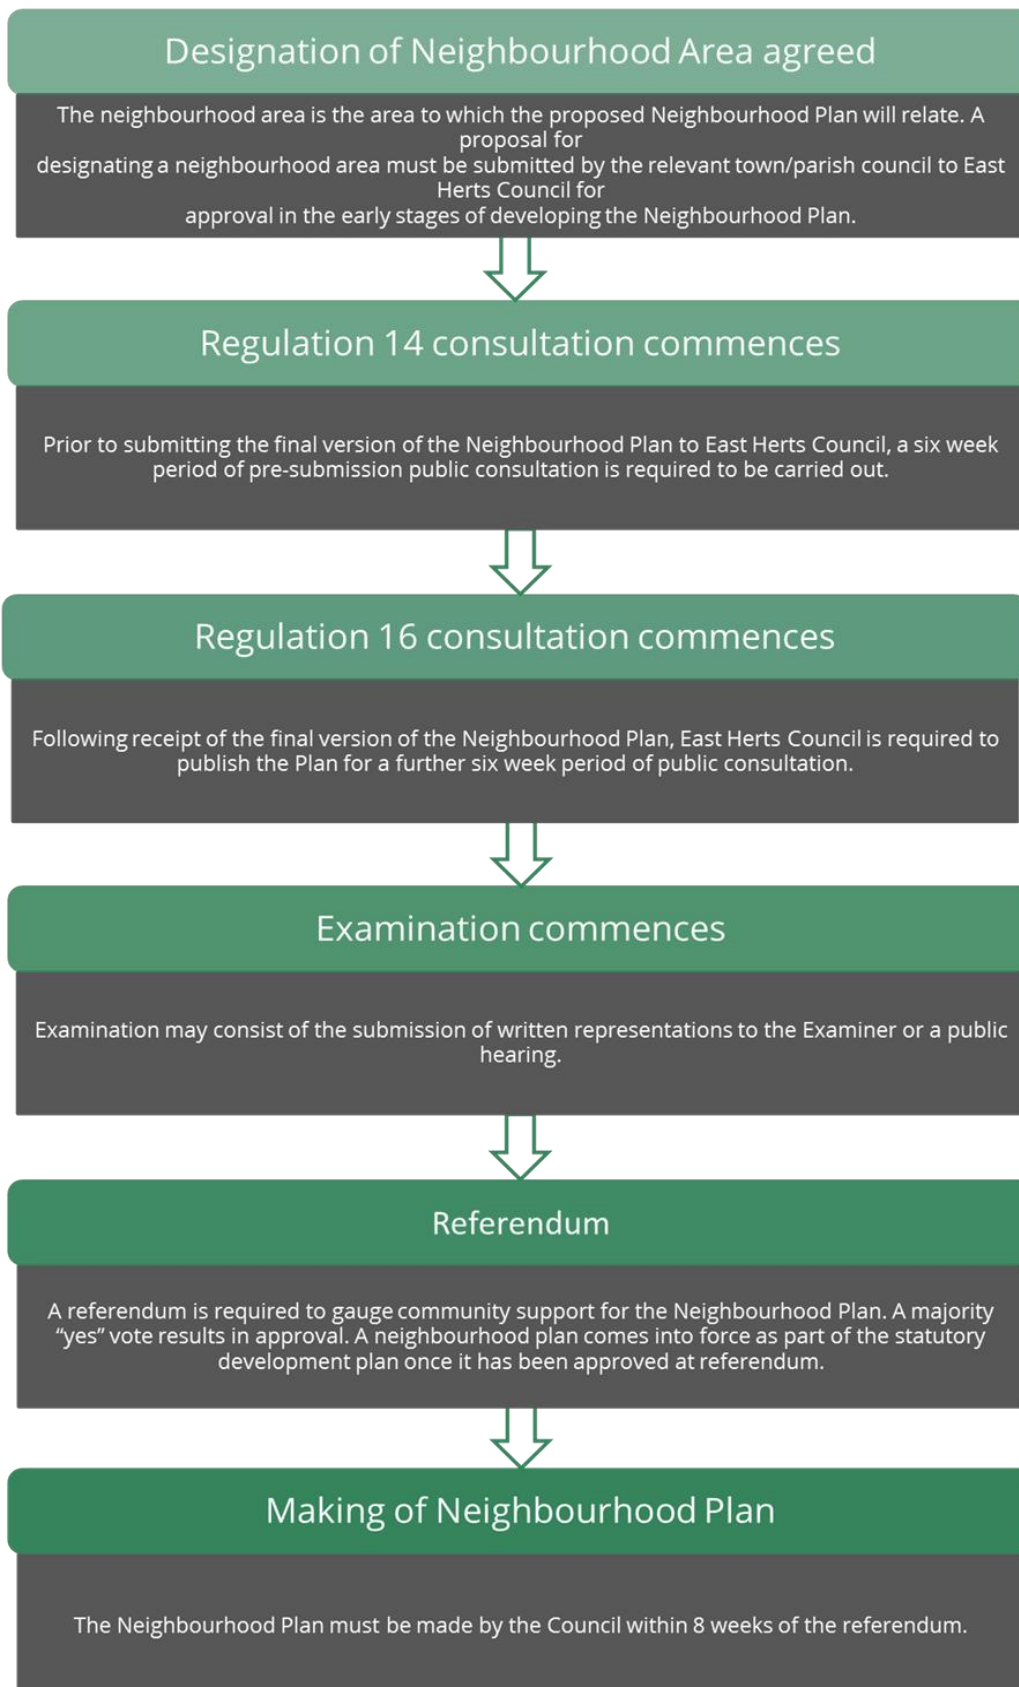 Designation of Neighbourhood Area agreed
The neighbourhood area is the area to which the proposed Neighbourhood Plan will relate. A
proposal for
designating a neighbourhood area must be submitted by the relevant town/parish council to East
Herts Council for
approval in the early stages of developing the Neighbourhood Plan.
Regulation 14 consultation commences
Prior to submitting the final version of the Neighbourhood Plan to East Herts Council, a six week
period of pre-submission public consultation is required to be carried out.
Regulation 16 consultation commences
Following receipt of the final version of the Neighbourhood Plan, East Herts Council is required to
publish the Plan for a further six week period of public consultation.
Examination commences
Examination may consist of the submission of written representations to the Examiner or a public
hearing.
Referendum
A referendum is required to gauge community support for the Neighbourhood Plan. A majority
“yes” vote results in approval. A neighbourhood plan comes into force as part of the statutory
development plan once it has been approved at referendum.
Making of Neighbourhood Plan
The Neighbourhood Plan must be made by the Council within 8 weeks of the referendum.